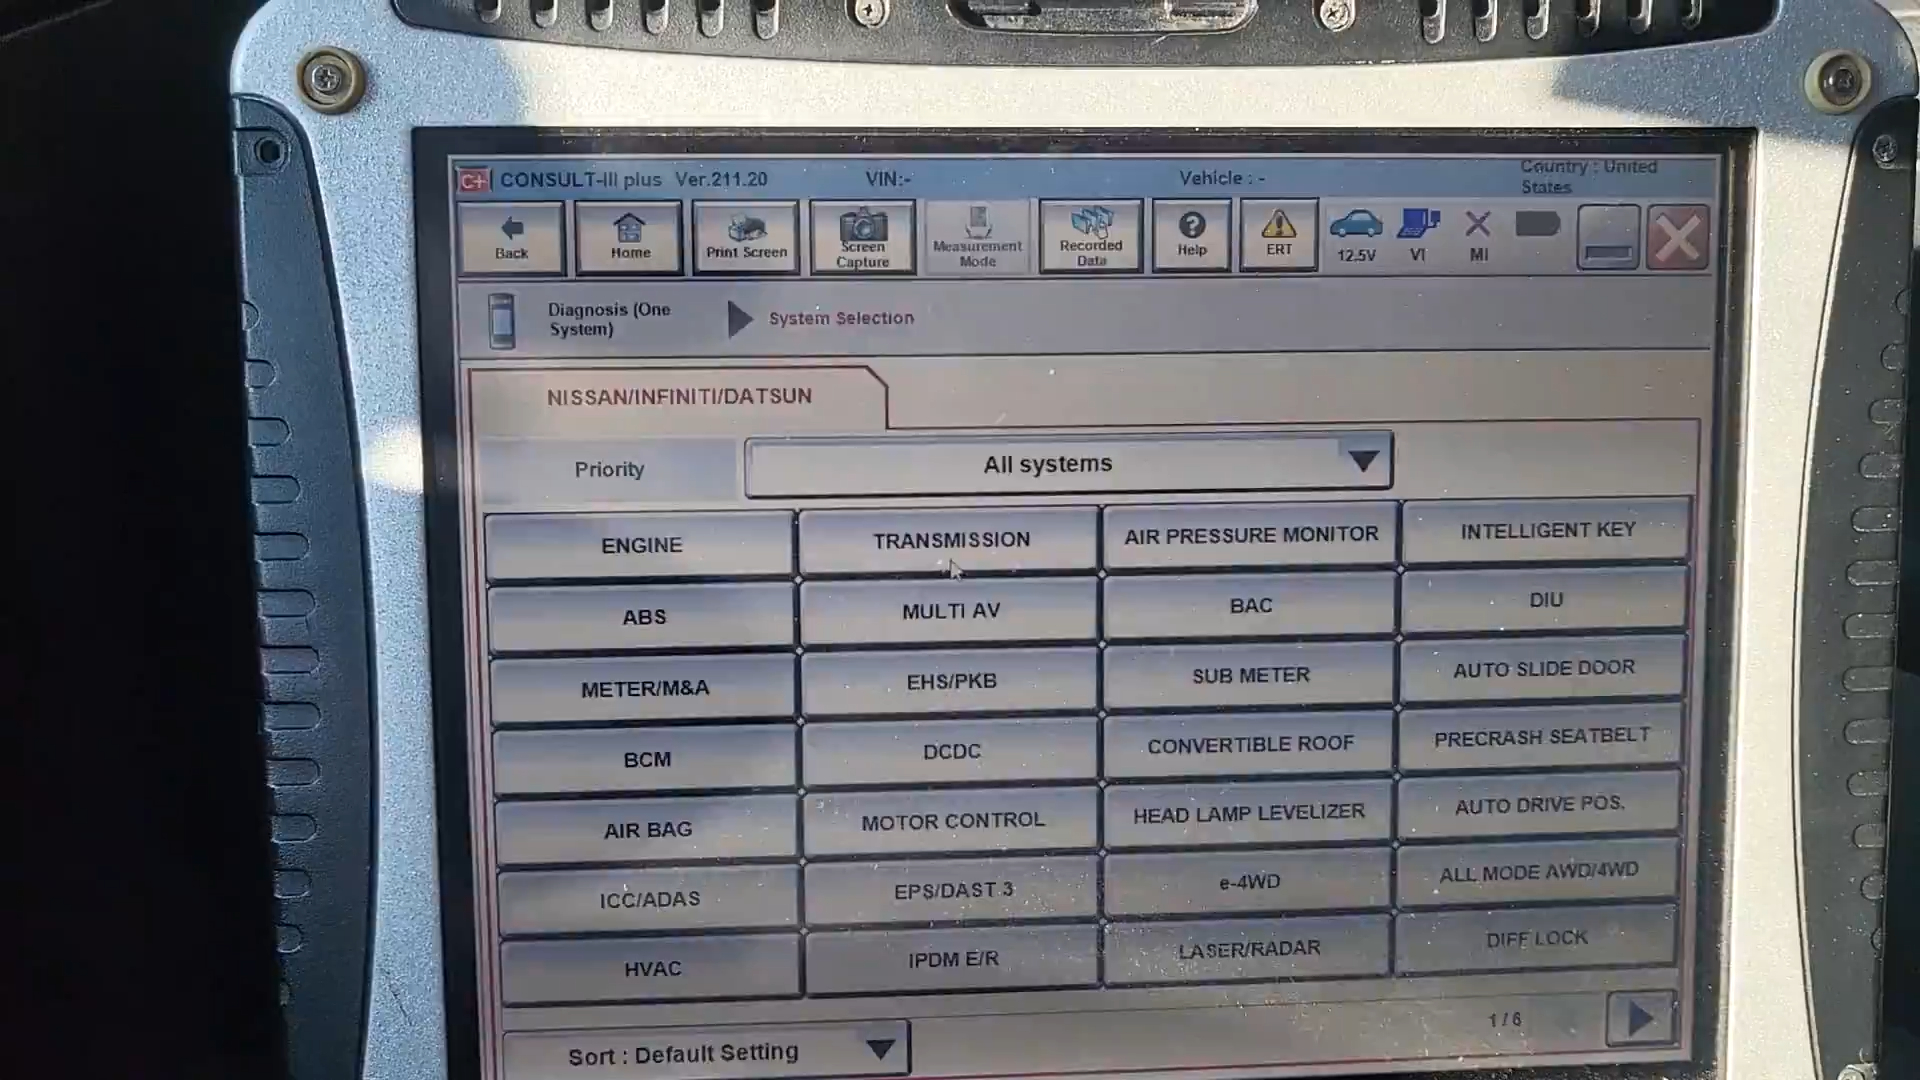 C+ CONSULT-III plus Ver.211.20 VIN:- Vehicle : - Country : United
States
Back
Home
Print Screen
Screen
Capture
Measurement
Mode
Recorded
Data
Help
ERT
12.5V
VI
MI
Diagnosis (One
System)
System Selection
NISSAN/INFINITI/DATSUN
Priority
All systems
ENGINE TRANSMISSION AIR PRESSURE MONITOR INTELLIGENT KEY
ABS MULTI AV BAC DIU
METER/M&A EHS/PKB SUB METER AUTO SLIDE DOOR
BCM DCDC CONVERTIBLE ROOF PRECRASH SEATBELT
AIR BAG MOTOR CONTROL HEAD LAMP LEVELIZER AUTO DRIVE POS.
ICC/ADAS EPS/DAST 3 e-4WD ALL MODE AWD/4WD
HVAC IPDM E/R LASER/RADAR DIFF LOCK
1/6
Sort : Default Setting